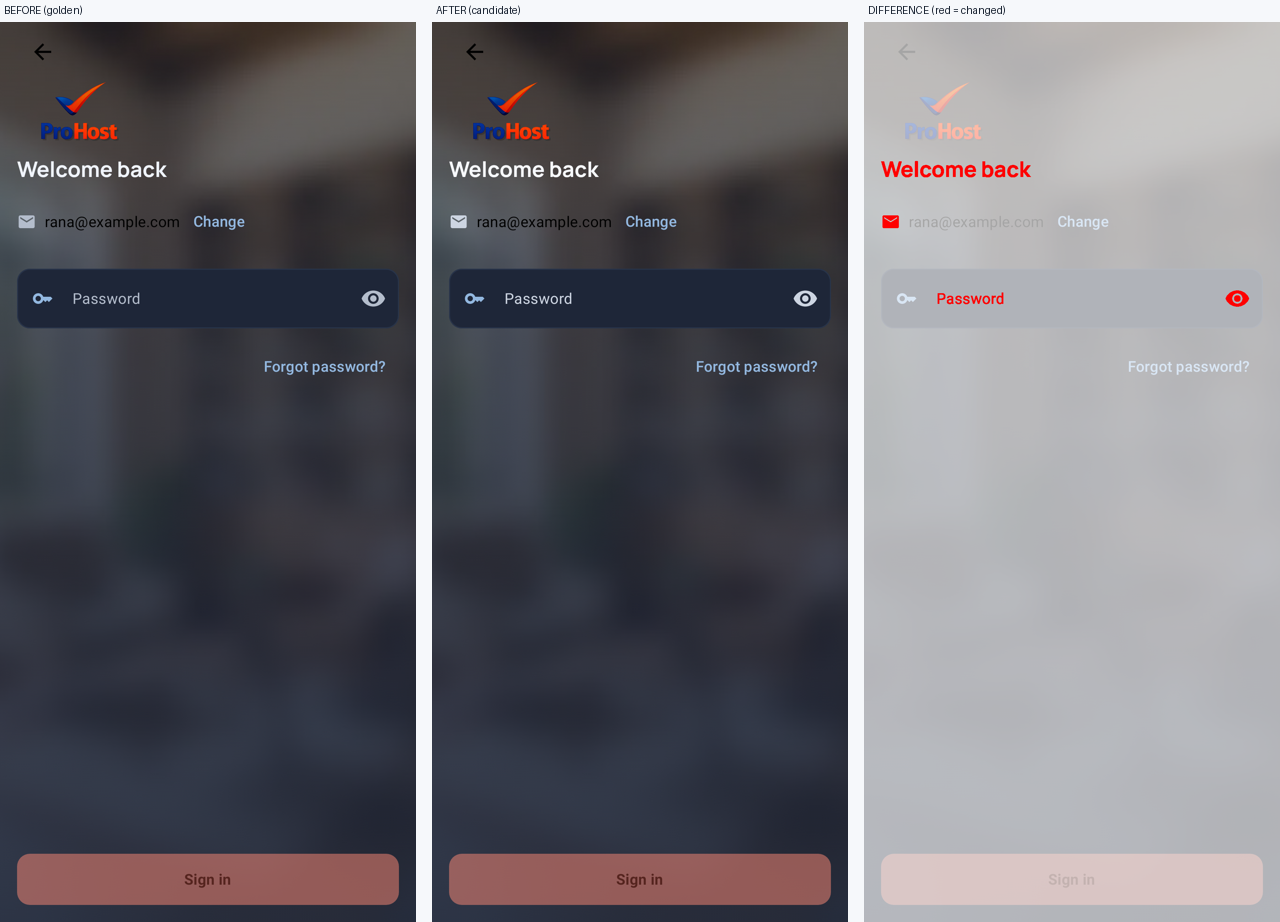 BEFORE (golden)
AFTER (candidate)
DIFFERENCE (red = changed)
ProHost
ProHost
ProHost
Welcome back
Welcome back
Welcome back
rana@example.com Change
rana@example.com Change
rana@example.com Change
Password
Password
Password
Forgot password?
Forgot password?
Forgot password?
Sign in
Sign in
Sign in